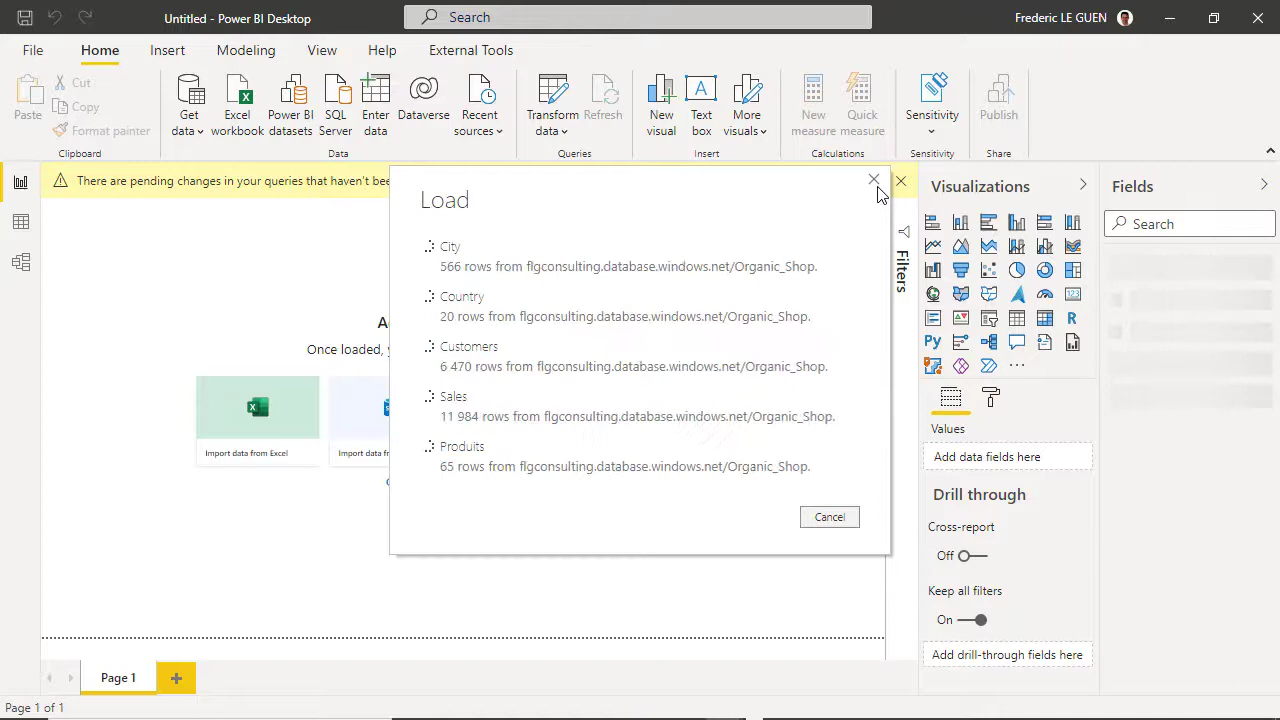 Untitled - Power BI Desktop
Search
Frederic LE GUEN
File
Home
Insert
Modeling
View
Help
External Tools
Paste
Cut
Copy
Format painter
Clipboard
Get data
Excel workbook
Power BI datasets
SQL Server
Enter data
Dataverse
Recent sources
Data
Transform data
Refresh
Queries
New visual
Text box
More visuals
Insert
New measure
Quick measure
Calculations
Sensitivity
Sensitivity
Publish
Share
There are pending changes in your queries that haven't bee
Load
City
566 rows from flgconsulting.database.windows.net/Organic_Shop.
Country
20 rows from flgconsulting.database.windows.net/Organic_Shop.
Customers
6 470 rows from flgconsulting.database.windows.net/Organic_Shop.
Sales
11 984 rows from flgconsulting.database.windows.net/Organic_Shop.
Produits
65 rows from flgconsulting.database.windows.net/Organic_Shop.
Cancel
A
Once loaded, y
Import data from Excel
Import data from
Filters
Visualizations
R
Py
123
Values
Add data fields here
Drill through
Cross-report
Off
Keep all filters
On
Add drill-through fields here
Fields
Search
Page 1
Page 1 of 1